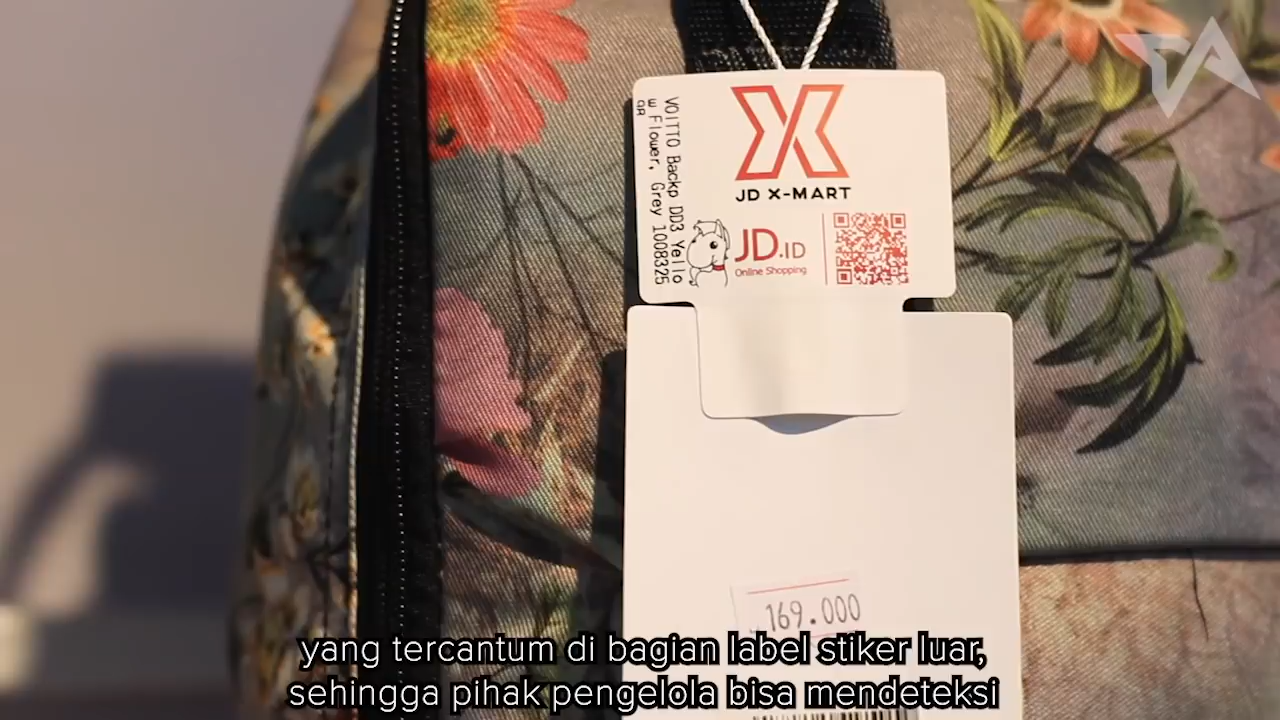 X
JD X-MART
JD.ID
Online Shopping
VOITTO Backp DD3 Yello
w Flower, Grey 1008325
GR
169.000
yang tercantum di bagian label stiker luar,
sehingga pihak pengelola bisa mendeteksi